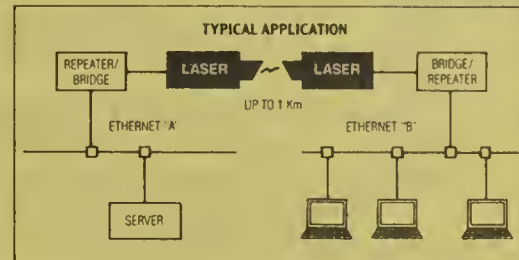 TYPICAL APPLICATION
REPEATER/
BRIDGE
LASER
LASER
BRIDGE/
REPEATER
UP TO 1 Km
ETHERNET "A"
ETHERNET "B"
SERVER